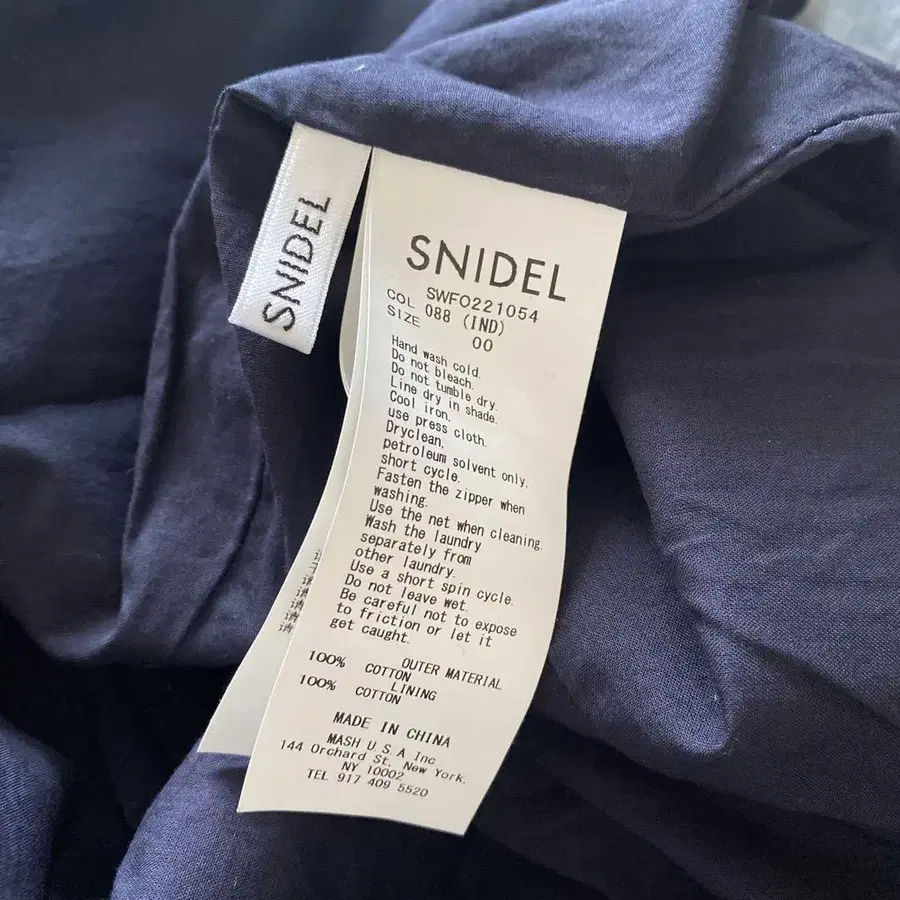 SNIDEL
SNIDEL
SWFO221054
COL 088 (IND)
SIZE 00
Hand wash cold.
Do not bleach.
Do not tumble dry.
Line dry in shade.
Cool iron.
use press cloth.
Dryclean,
petroleum solvent only.
short cycle.
Fasten the zipper when
washing.
Use the net when cleaning.
Wash the laundry
separately from
other laundry.
Use a short spin cycle.
Do not leave wet.
Be careful not to expose
to friction or let it
get caught.
OUTER MATERIAL
100% COTTON
LINING
100% COTTON
MADE IN CHINA
MASH U S A Inc
144 Orchard St, New York,
NY 10002
TEL 917 409 5520